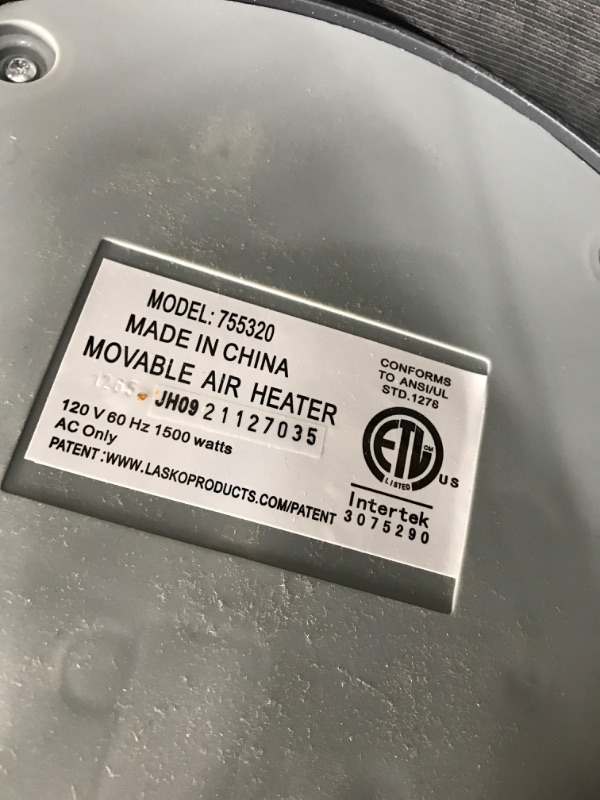 MODEL: 755320
MADE IN CHINA
MOVABLE AIR HEATER
JH09 21127035
120 V 60 Hz 1500 watts
AC Only
PATENT:WWW.LASKOPRODUCTS.COM/PATENT
CONFORMS
TO ANSI/UL
STD.1278
ETL CM
LISTED
US
Intertek
3075290